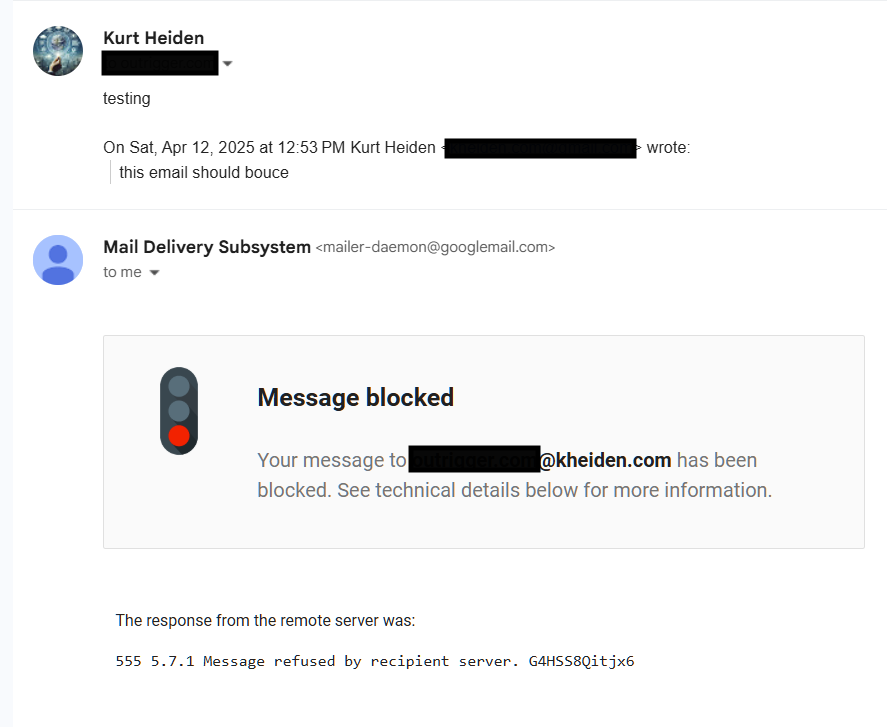 Kurt Heiden
testing
On Sat, Apr 12, 2025 at 12:53 PM Kurt Heiden < > wrote:
this email should bouce
Mail Delivery Subsystem <mailer-daemon@googlemail.com>
to me
Message blocked
Your message to @kheiden.com has been
blocked. See technical details below for more information.
The response from the remote server was:
555 5.7.1 Message refused by recipient server. G4HSS8Qitjx6